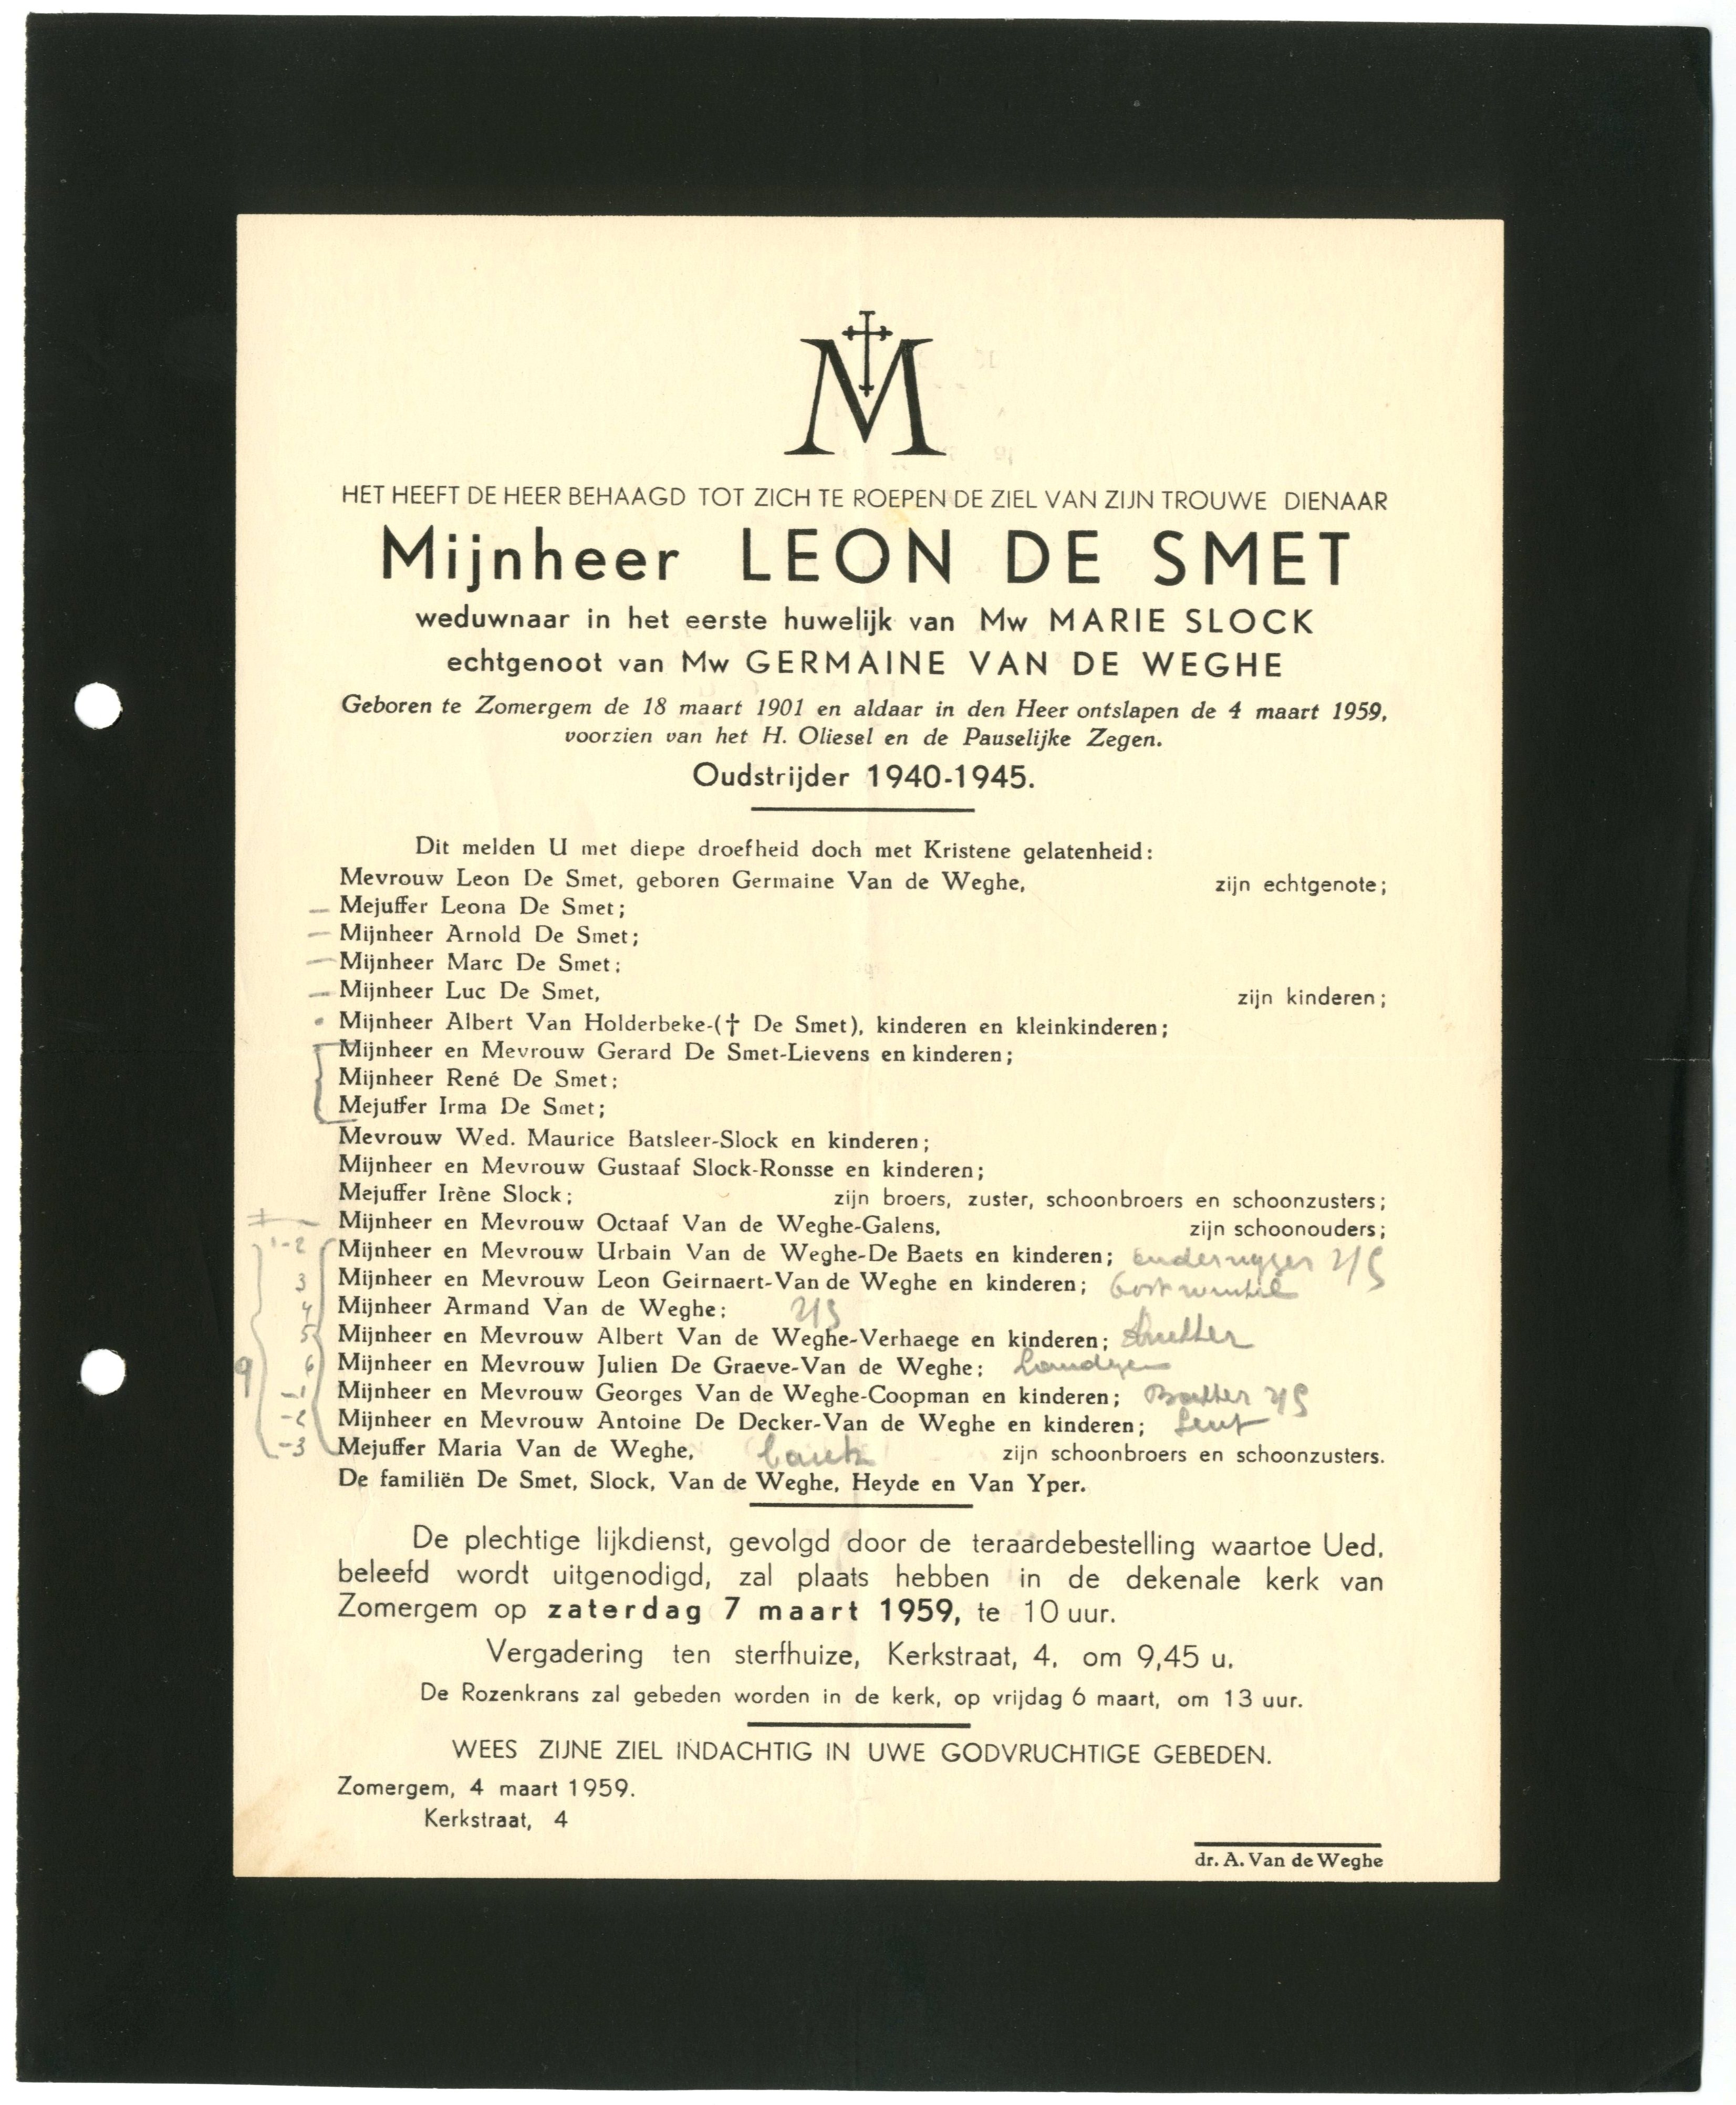 M
HET HEEFT DE HEER BEHAAGD TOT ZICH TE ROEPEN DE ZIEL VAN ZIJN TROUWE DIENAAR
Mijnheer LEON DE SMET
weduwnaar in het eerste huwelijk van Mw MARIE SLOCK
echtgenoot van Mw GERMAINE VAN DE WEGHE
Geboren te Zomergem de 18 maart 1901 en aldaar in den Heer ontslapen de 4 maart 1959,
voorzien van het H. Oliesel en de Pauselijke Zegen.
Oudstrijder 1940-1945.
Dit melden U met diepe droefheid doch met Kristene gelatenheid:
Mevrouw Leon De Smet, geboren Germaine Van de Weghe, zijn echtgenote;
— Mejuffer Leona De Smet;
— Mijnheer Arnold De Smet;
— Mijnheer Marc De Smet;
— Mijnheer Luc De Smet, zijn kinderen;
Mijnheer Albert Van Holderbeke-(† De Smet), kinderen en kleinkinderen;
Mijnheer en Mevrouw Gerard De Smet-Lievens en kinderen;
Mijnheer René De Smet;
Mejuffer Irma De Smet;
Mevrouw Wed. Maurice Batsleer-Slock en kinderen;
Mijnheer en Mevrouw Gustaaf Slock-Ronsse en kinderen;
Mejuffer Irène Slock; zijn broers, zuster, schoonbroers en schoonzusters;
Mijnheer en Mevrouw Octaaf Van de Weghe-Galens, zijn schoonouders;
1-2 Mijnheer en Mevrouw Urbain Van de Weghe-De Baets en kinderen;
3 Mijnheer en Mevrouw Leon Geirnaert-Van de Weghe en kinderen;
4 Mijnheer Armand Van de Weghe;
5 Mijnheer en Mevrouw Albert Van de Weghe-Verhaege en kinderen;
9 6 Mijnheer en Mevrouw Julien De Graeve-Van de Weghe;
-1 Mijnheer en Mevrouw Georges Van de Weghe-Coopman en kinderen;
-2 Mijnheer en Mevrouw Antoine De Decker-Van de Weghe en kinderen;
-3 Mejuffer Maria Van de Weghe, zijn schoonbroers en schoonzusters.
De familiën De Smet, Slock, Van de Weghe, Heyde en Van Yper.
De plechtige lijkdienst, gevolgd door de teraardebestelling waartoe Ued.
beleefd wordt uitgenodigd, zal plaats hebben in de dekenale kerk van
Zomergem op zaterdag 7 maart 1959, te 10 uur.
Vergadering ten sterfhuize, Kerkstraat, 4, om 9,45 u.
De Rozenkrans zal gebeden worden in de kerk, op vrijdag 6 maart, om 13 uur.
WEES ZIJNE ZIEL INDACHTIG IN UWE GODVRUCHTIGE GEBEDEN.
Zomergem, 4 maart 1959.
Kerkstraat, 4
dr. A. Van de Weghe